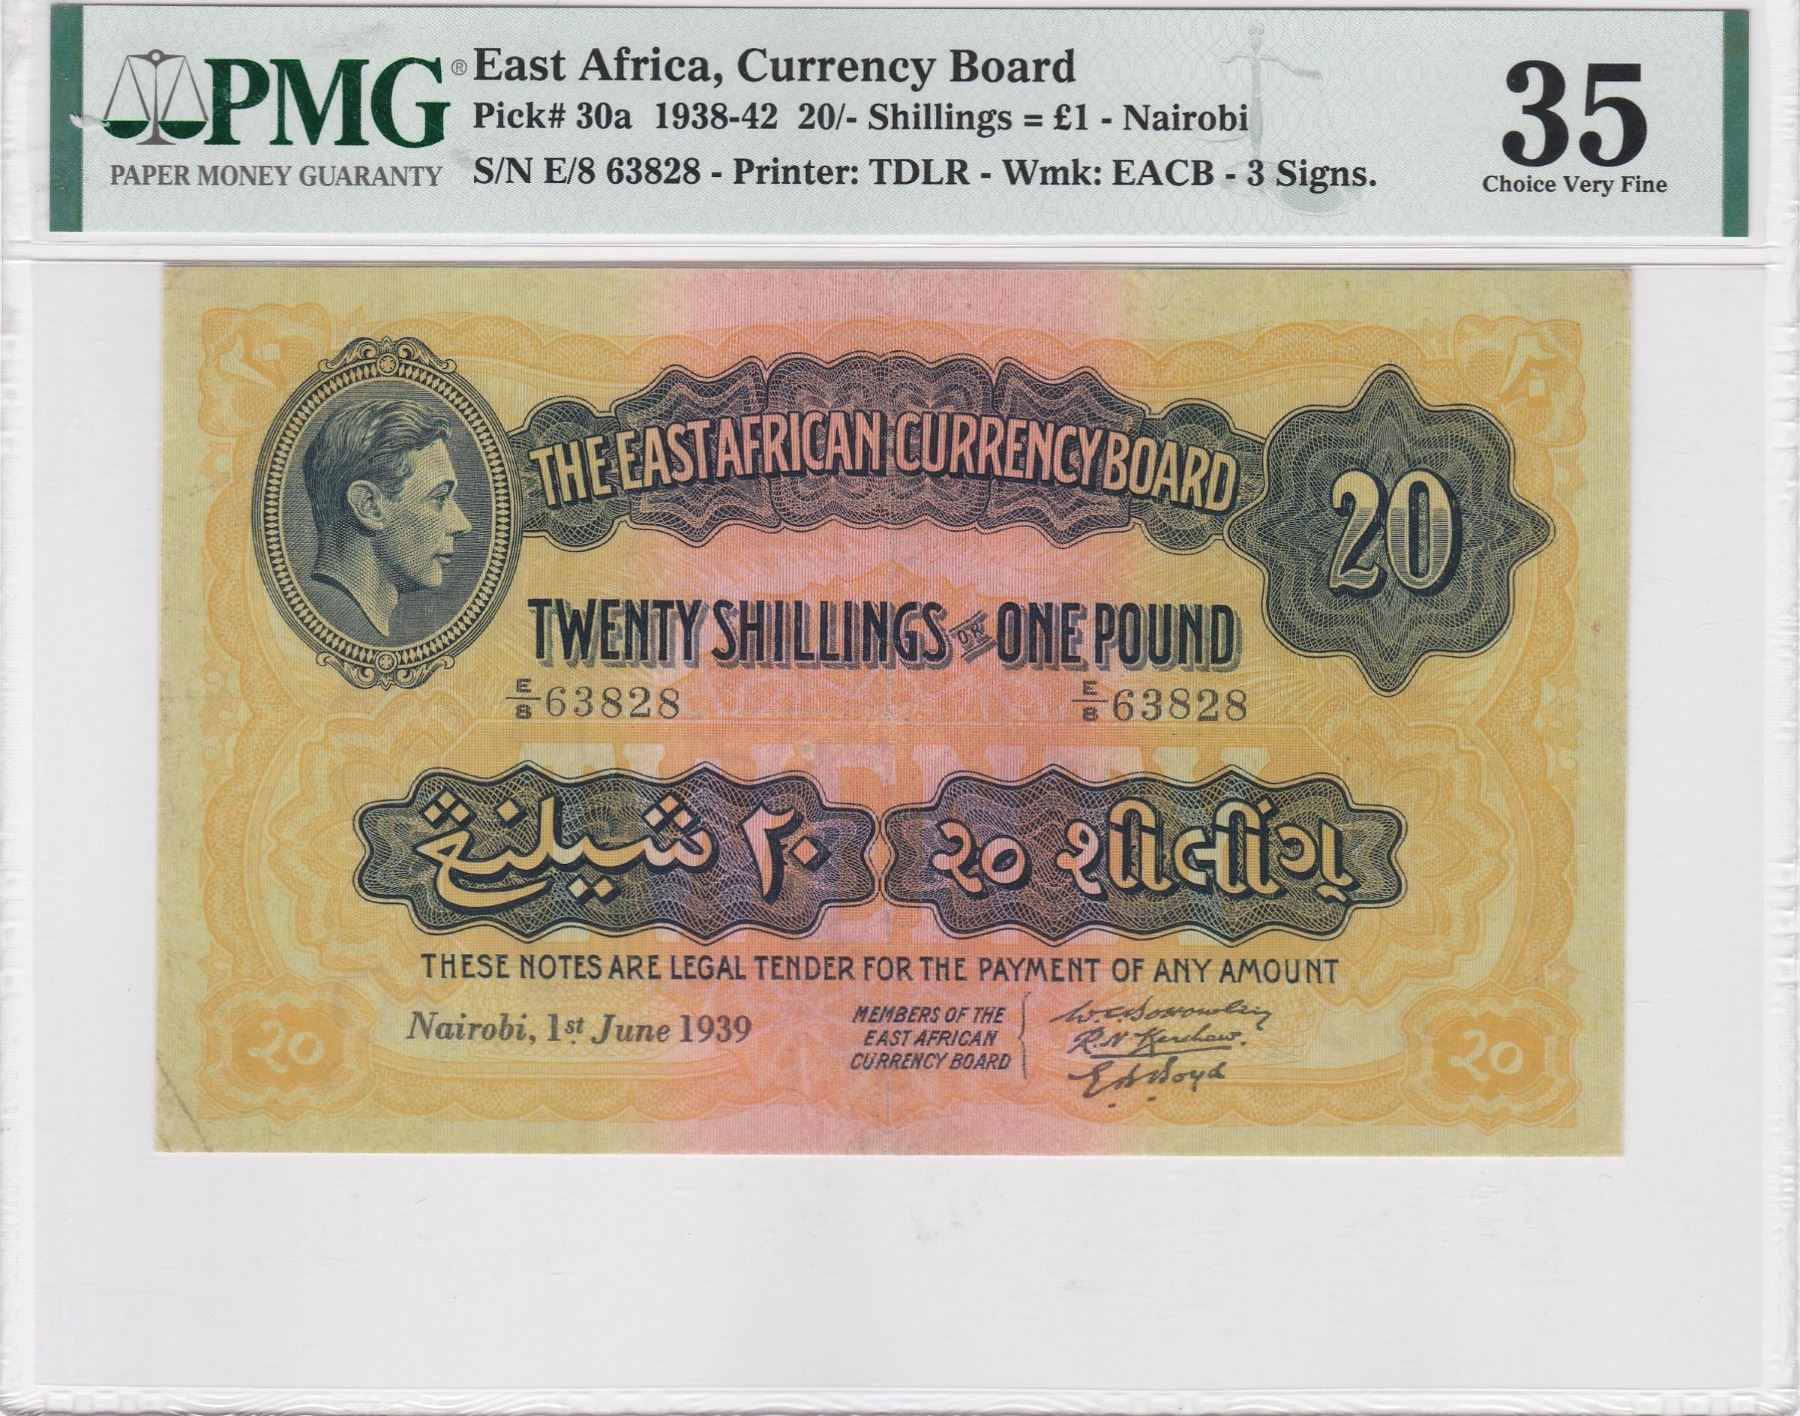 PMG®
PAPER MONEY GUARANTY
East Africa, Currency Board
Pick# 30a 1938-42 20/- Shillings = £1 - Nairobi
S/N E/8 63828 - Printer: TDLR - Wmk: EACB - 3 Signs.
35
Choice Very Fine
THE EAST AFRICAN CURRENCY BOARD
20
TWENTY SHILLINGS OR ONE POUND
E/8 63828 E/8 63828
TWENTY
٢٠ شيلنج
૨૦ શીલીંગ્
THESE NOTES ARE LEGAL TENDER FOR THE PAYMENT OF ANY AMOUNT
Nairobi, 1st June 1939
MEMBERS OF THE
EAST AFRICAN
CURRENCY BOARD
R.N. Kershaw.
૨૦ ૨૦